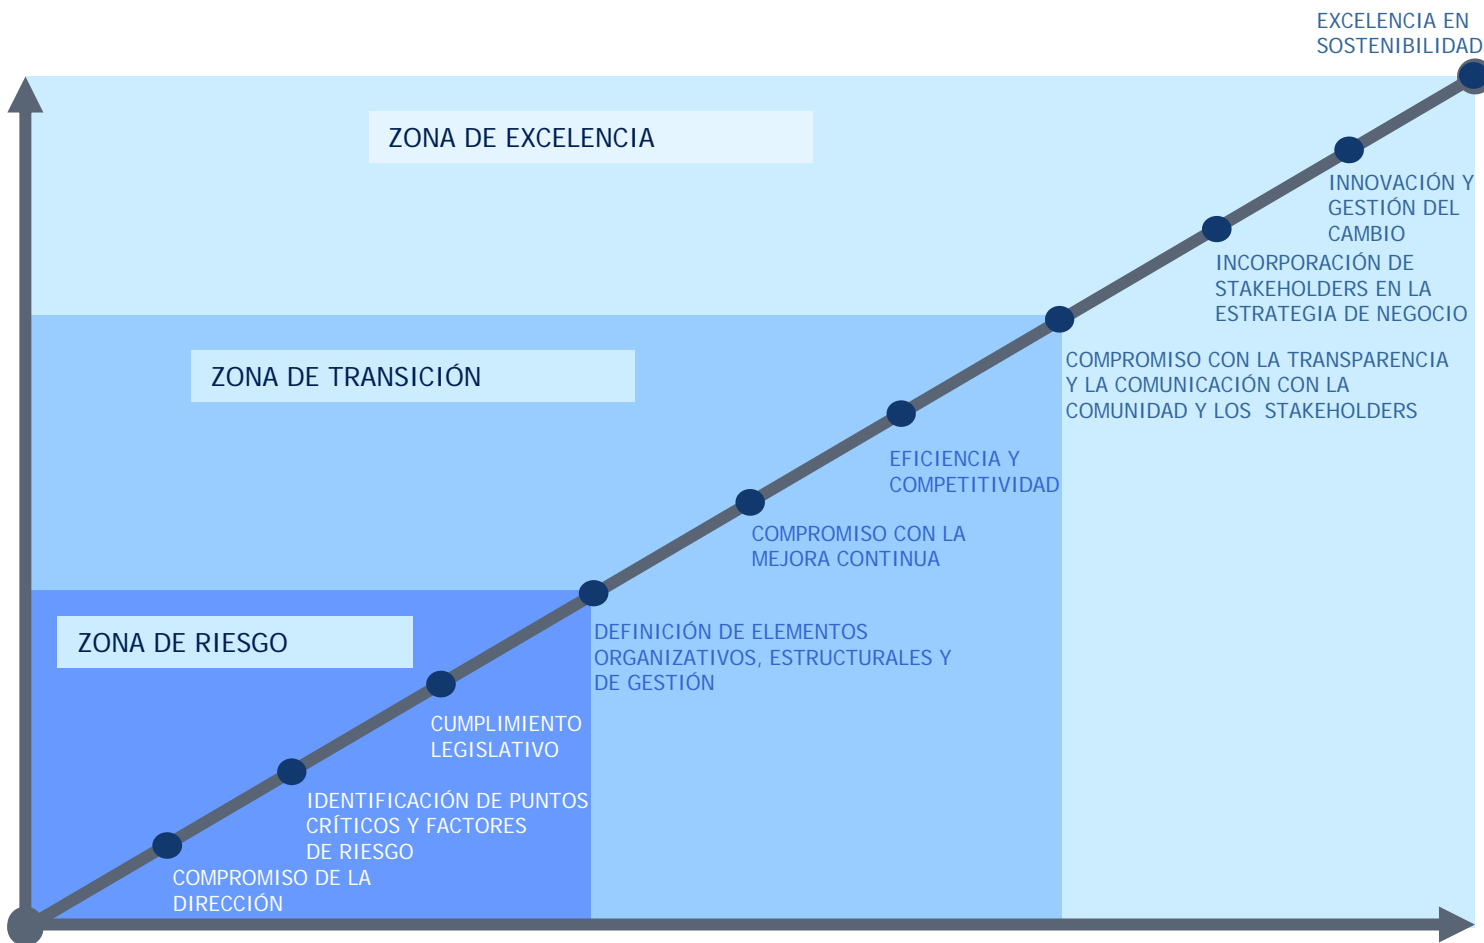 EXCELENCIA EN
SOSTENIBILIDAD
ZONA DE EXCELENCIA
INNOVACIÓN Y
GESTIÓN DEL
CAMBIO
INCORPORACIÓN DE
STAKEHOLDERS EN LA
ESTRATEGIA DE NEGOCIO
ZONA DE TRANSICIÓN
COMPROMISO CON LA TRANSPARENCIA
Y LA COMUNICACIÓN CON LA
COMUNIDAD Y LOS STAKEHOLDERS
EFICIENCIA Y
COMPETITIVIDAD
COMPROMISO CON LA
MEJORA CONTINUA
ZONA DE RIESGO
DEFINICIÓN DE ELEMENTOS
ORGANIZATIVOS, ESTRUCTURALES Y
DE GESTIÓN
CUMPLIMIENTO
LEGISLATIVO
IDENTIFICACIÓN DE PUNTOS
CRÍTICOS Y FACTORES
DE RIESGO
COMPROMISO DE LA
DIRECCIÓN